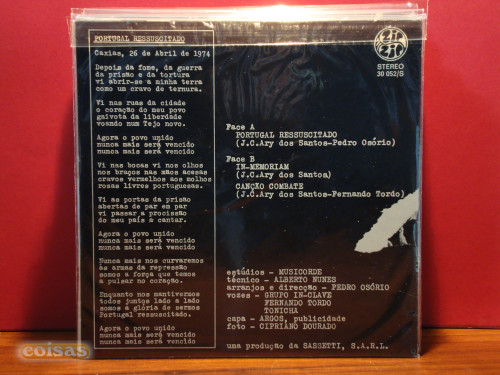 PORTUGAL RESSUSCITADO
Caxias, 26 de Abril de 1974
Depois da fome, da guerra
da prisão e da tortura
vi abrir-se a minha terra
como um cravo de ternura.
Vi nas ruas da cidade
o coração do meu povo
gaivota da liberdade
voando num Tejo novo.
Agora o povo unido
nunca mais será vencido
nunca mais será vencido
Vi nas bocas vi nos olhos
nos braços nas mãos acesas
cravos vermelhos aos molhos
rosas livres portuguesas.
Vi as portas da prisão
abertas de par em par
vi passar a procissão
do meu país a cantar.
Agora o povo unido
nunca mais será vencido
nunca mais será vencido
Nunca mais nos curvaremos
às armas da repressão
somos a força que temos
a pulsar no coração.
Enquanto nos mantivermos
todos juntos lado a lado
somos a glória de sermos
Portugal ressuscitado.
Agora o povo unido
nunca mais será vencido
nunca mais será vencido
STEREO
30 052/S
Face A
PORTUGAL RESSUSCITADO
(J.C.Ary dos Santos-Pedro Osório)
Face B
IN-MEMORIAM
(J.C.Ary dos Santos)
CANÇÃO COMBATE
(J.C.Ary dos Santos-Fernando Tordo)
estúdios - MUSICORDE
técnico - ALBERTO NUNES
arranjos e direcção - PEDRO OSÓRIO
vozes - GRUPO IN-CLAVE
FERNANDO TORDO
TONICHA
capa - ARGOS, publicidade
foto - CIPRIANO DOURADO
uma produção da SASSETTI, S.A.R.L.
coisas